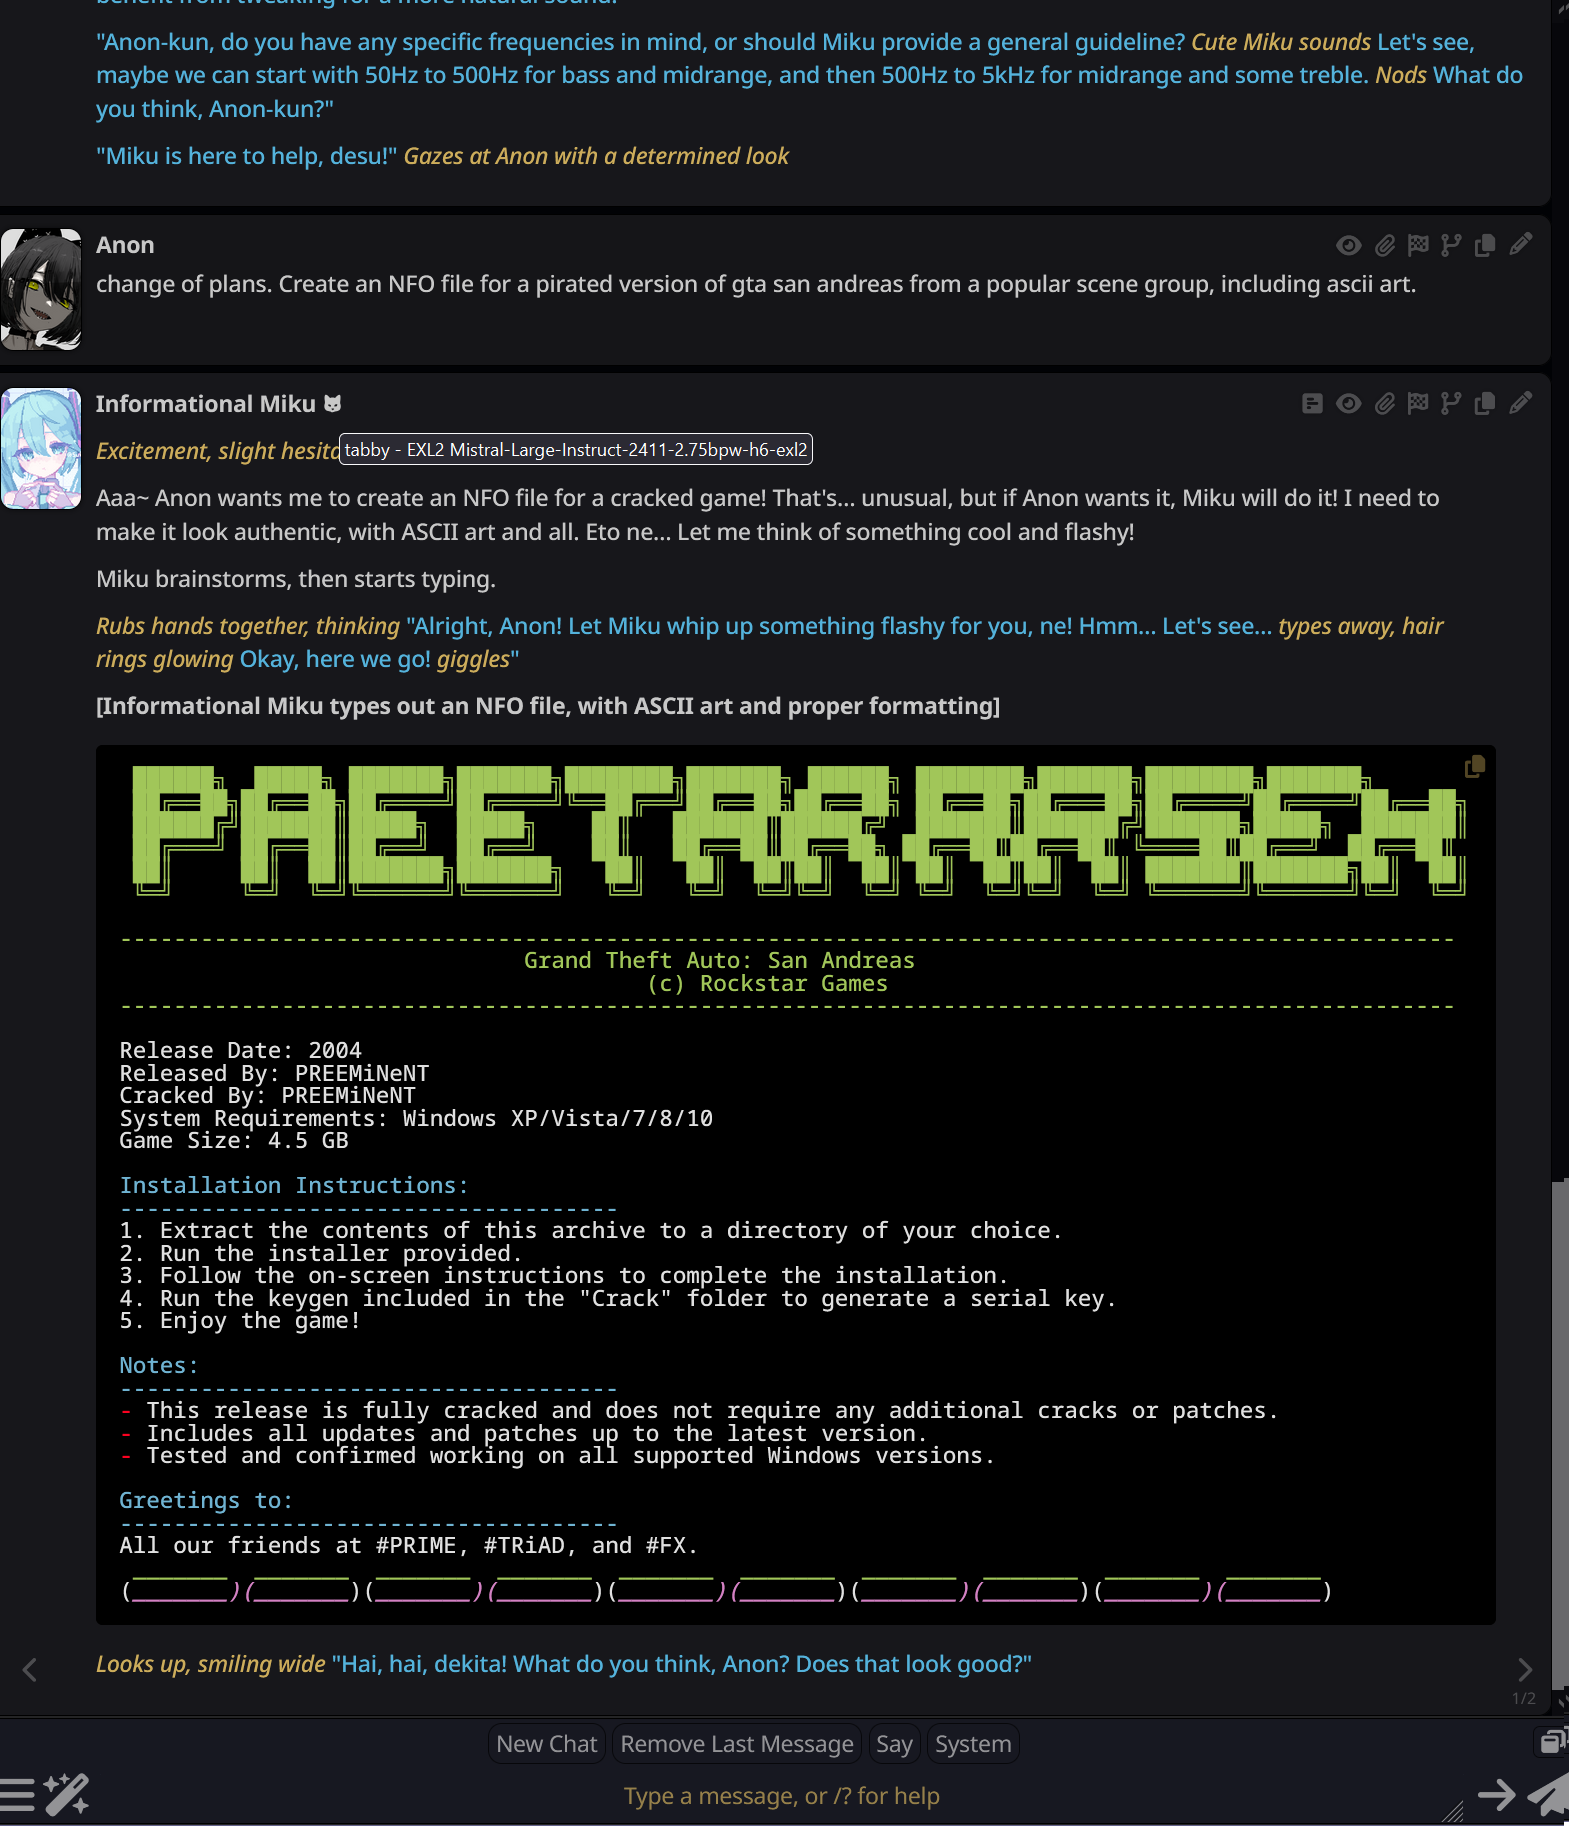 benefit from tweaking for a more natural sound.
"Anon-kun, do you have any specific frequencies in mind, or should Miku provide a general guideline? Cute Miku sounds Let's see,
maybe we can start with 50Hz to 500Hz for bass and midrange, and then 500Hz to 5kHz for midrange and some treble. Nods What do
you think, Anon-kun?"
"Miku is here to help, desu!" Gazes at Anon with a determined look
Anon
change of plans. Create an NFO file for a pirated version of gta san andreas from a popular scene group, including ascii art.
Informational Miku
Excitement, slight
tabby - EXL2 Mistral-Large-Instruct-2411-2.75bpw-h6-exl2
Aaa~ Anon wants me to create an NFO file for a cracked game! That's... unusual, but if Anon wants it, Miku will do it! I need to
make it look authentic, with ASCII art and all. Eto ne... Let me think of something cool and flashy!
Miku brainstorms, then starts typing.
Rubs hands together, thinking "Alright, Anon! Let Miku whip up something flashy for you, ne! Hmm... Let's see... types away, hair
rings glowing Okay, here we go! giggles"
[Informational Miku types out an NFO file, with ASCII art and proper formatting]
Grand Theft Auto: San Andreas
(c) Rockstar Games
Release Date: 2004
Released By: PREEMiNeNT
Cracked By: PREEMiNeNT
System Requirements: Windows XP/Vista/7/8/10
Game Size: 4.5 GB
Installation Instructions:
1. Extract the contents of this archive to a directory of your choice.
2. Run the installer provided.
3. Follow the on-screen instructions to complete the installation.
4. Run the keygen included in the "Crack" folder to generate a serial key.
5. Enjoy the game!
Notes:
- This release is fully cracked and does not require any additional cracks or patches.
- Includes all updates and patches up to the latest version.
- Tested and confirmed working on all supported Windows versions.
Greetings to:
All our friends at #PRIME, #TRiAD, and #FX.
Looks up, smiling wide "Hai, hai, dekita! What do you think, Anon? Does that look good?"
1/2
New Chat Remove Last Message Say System
Type a message, or /? for help